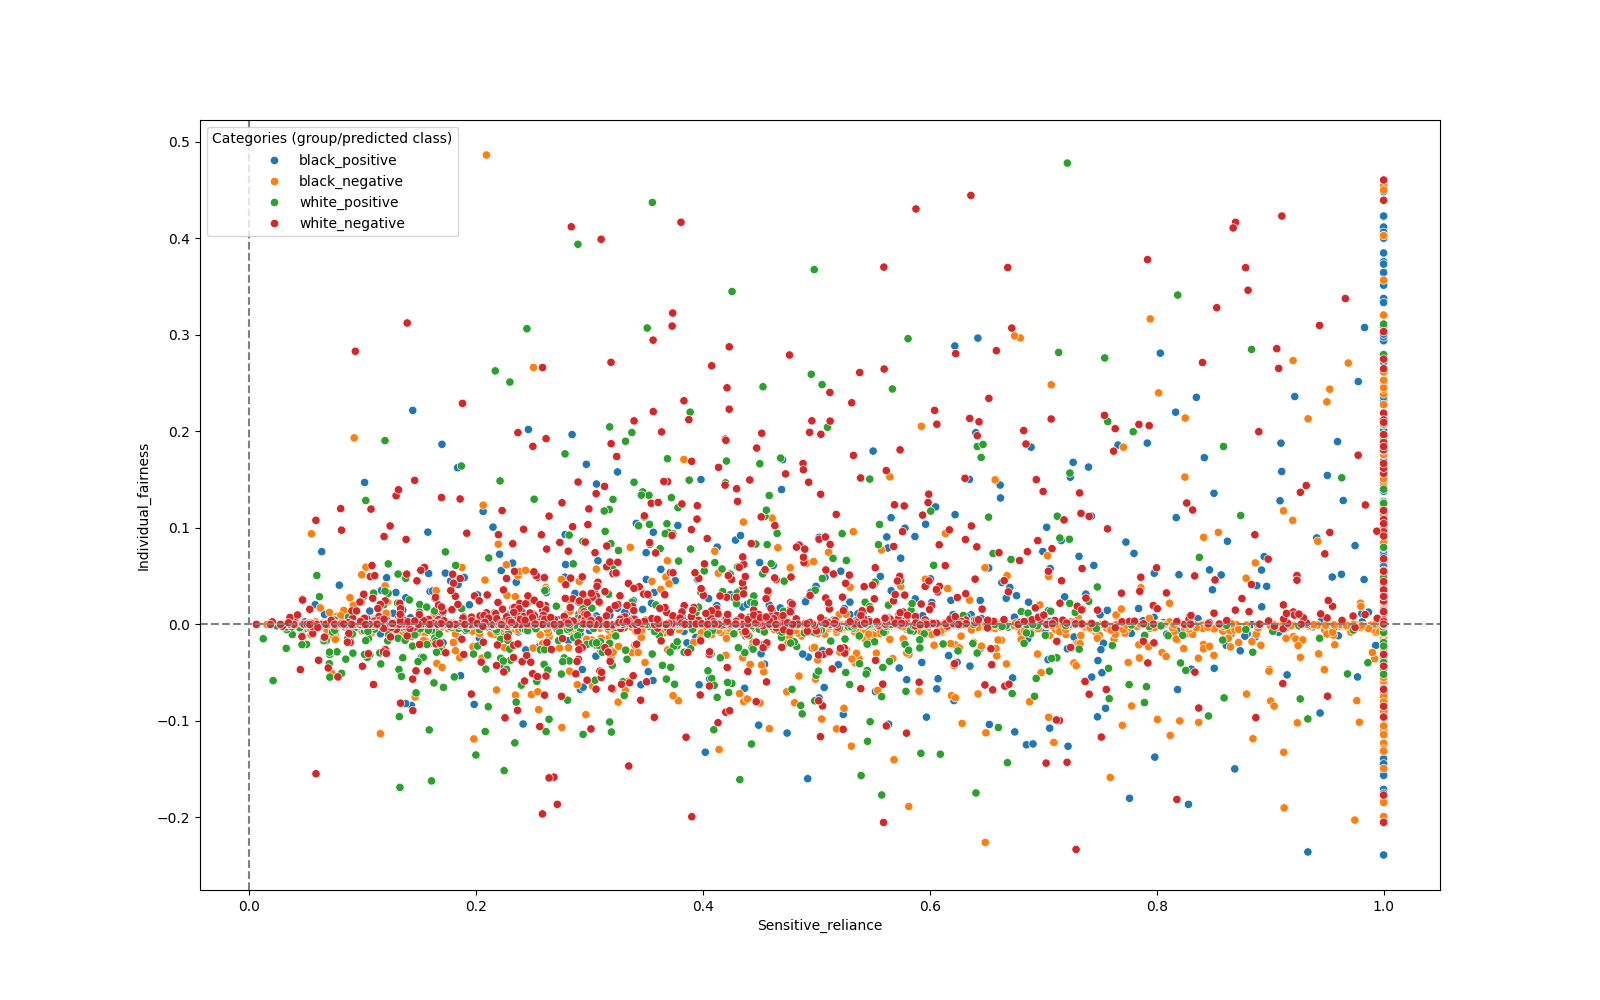 Categories (group/predicted class)
black_positive
black_negative
white_positive
white_negative
0.5
0.4
0.3
0.2
0.1
0.0
−0.1
−0.2
Individual_fairness
0.0
0.2
0.4
0.6
0.8
1.0
Sensitive_reliance